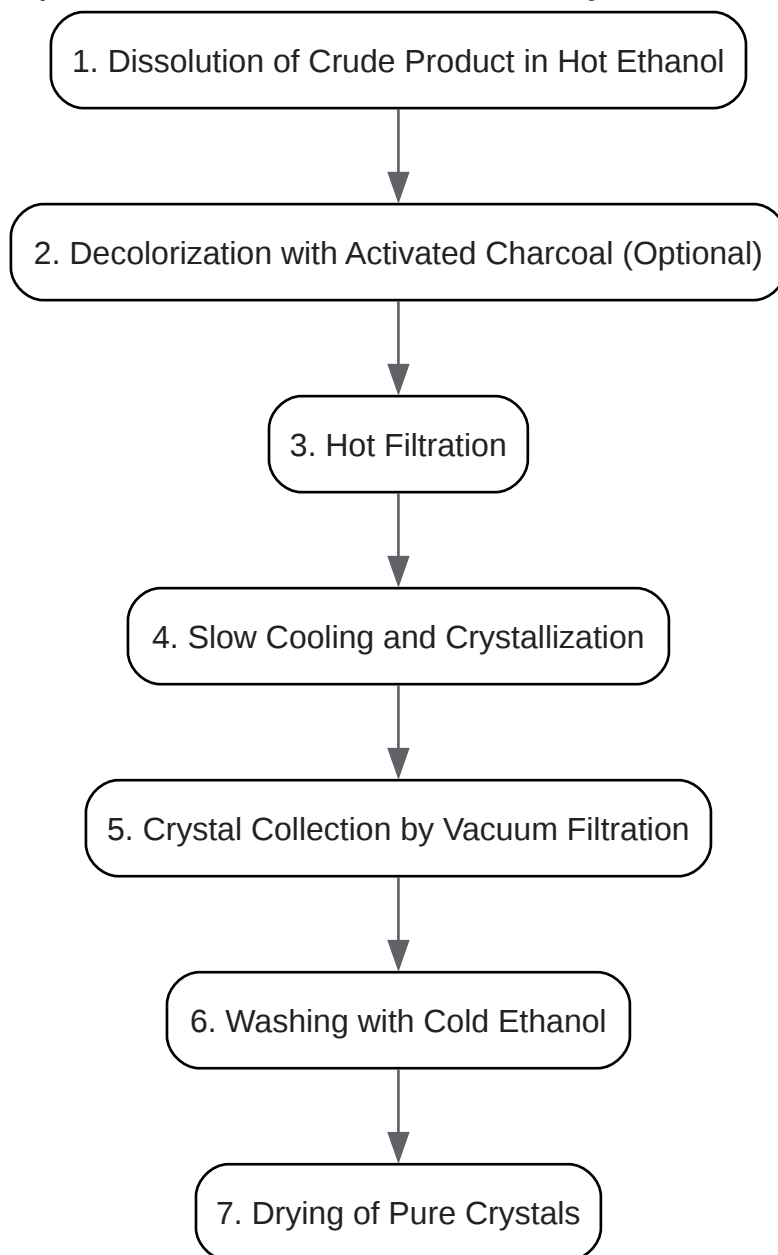 1. Dissolution of Crude Product in Hot Ethanol
2. Decolorization with Activated Charcoal (Optional)
3. Hot Filtration
4. Slow Cooling and Crystallization
5. Crystal Collection by Vacuum Filtration
6. Washing with Cold Ethanol
7. Drying of Pure Crystals